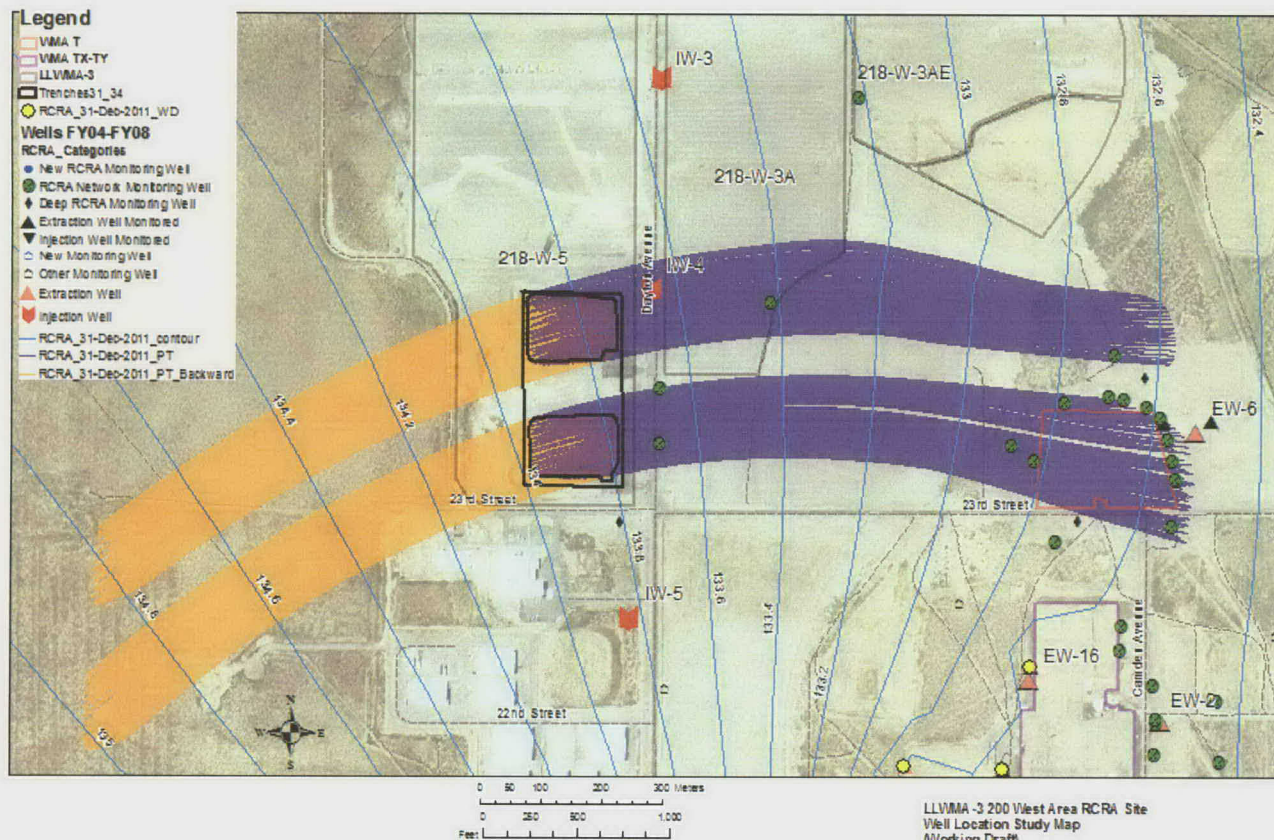 Legend
WMA T
WMA TX-TY
LLWMA-3
Trenches31_34
RCRA_31-Dec-2011_WD
Wells FY04-FY08
RCRA_Categories
New RCRA Monitoring Well
RCRA Network Monitoring Well
Deep RCRA Monitoring Well
Extraction Well Monitored
Injection Well Monitored
New Monitoring Well
Other Monitoring Well
Extraction Well
Injection Well
RCRA_31-Dec-2011_contour
RCRA_31-Dec-2011_PT
RCRA_31-Dec-2011_PT_Backward
IW-3
218-W-3AE
133
132.8
132.6
132.4
218-W-3A
Dayton Avenue
218-W-5
IW-4
134.4
134.2
EW-6
134
23rd Street
23rd Street
133.8
134.8
134.6
IW-5
133.6
133.4
133.2
EW-16
Camden Avenue
EW-2
22nd Street
135
N
W E
S
0 50 100 200 300 Meters
0 250 500 1,000
Feet
LLWMA-3 200 West Area RCRA Site
Well Location Study Map
(Working Draft)